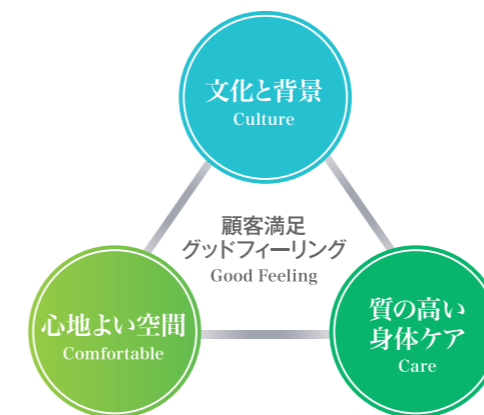 文化と背景
Culture
顧客満足
グッドフィーリング
Good Feeling
心地よい空間
Comfortable
質の高い
身体ケア
Care